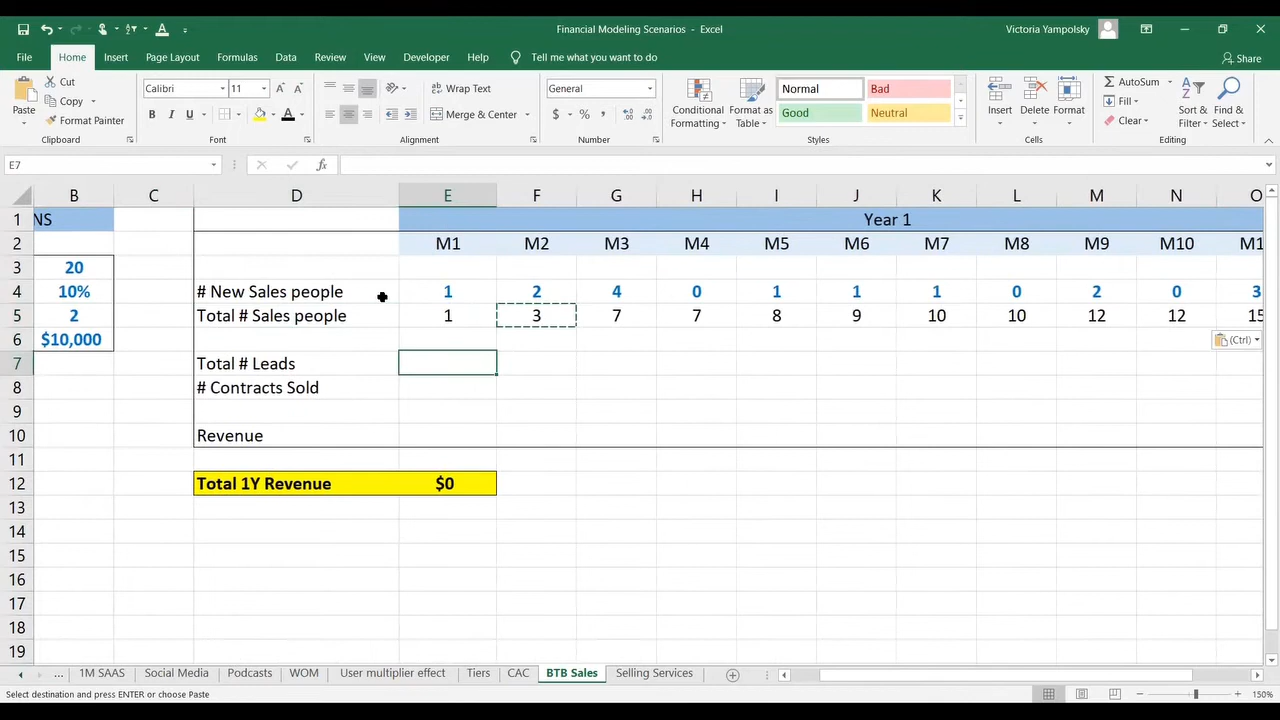 Financial Modeling Scenarios - Excel
Victoria Yampolsky
File Home Insert Page Layout Formulas Data Review View Developer Help Tell me what you want to do
Share
Paste
Cut
Copy
Format Painter
Clipboard
Calibri 11
B I U
Font
Wrap Text
Merge & Center
Alignment
General
$ % 
Number
Conditional Formatting
Format as Table
Normal Bad
Good Neutral
Styles
Insert Delete Format
Cells
AutoSum
Fill
Clear
Sort & Filter
Find & Select
Editing
E7
fx
B C D E F G H I J K L M N O
1 NS Year 1
2 M1 M2 M3 M4 M5 M6 M7 M8 M9 M10 M1
3 20
4 10% # New Sales people 1 2 4 0 1 1 1 0 2 0 3
5 2 Total # Sales people 1 3 7 7 8 9 10 10 12 12 15
6 $10,000
(Ctrl)
7 Total # Leads
8 # Contracts Sold
9
10 Revenue
11
12 Total 1Y Revenue $0
13
14
15
16
17
18
19
... 1M SAAS Social Media Podcasts WOM User multiplier effect Tiers CAC BTB Sales Selling Services
Select destination and press ENTER or choose Paste
150%